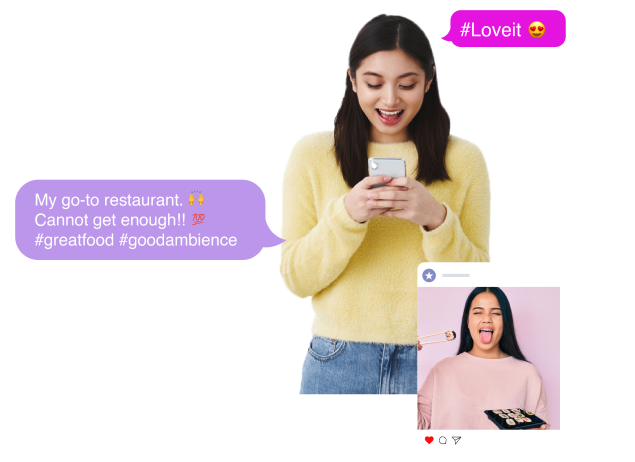 #Loveit 😍
My go-to restaurant. 🙌
Cannot get enough!! 💯
#greatfood #goodambience